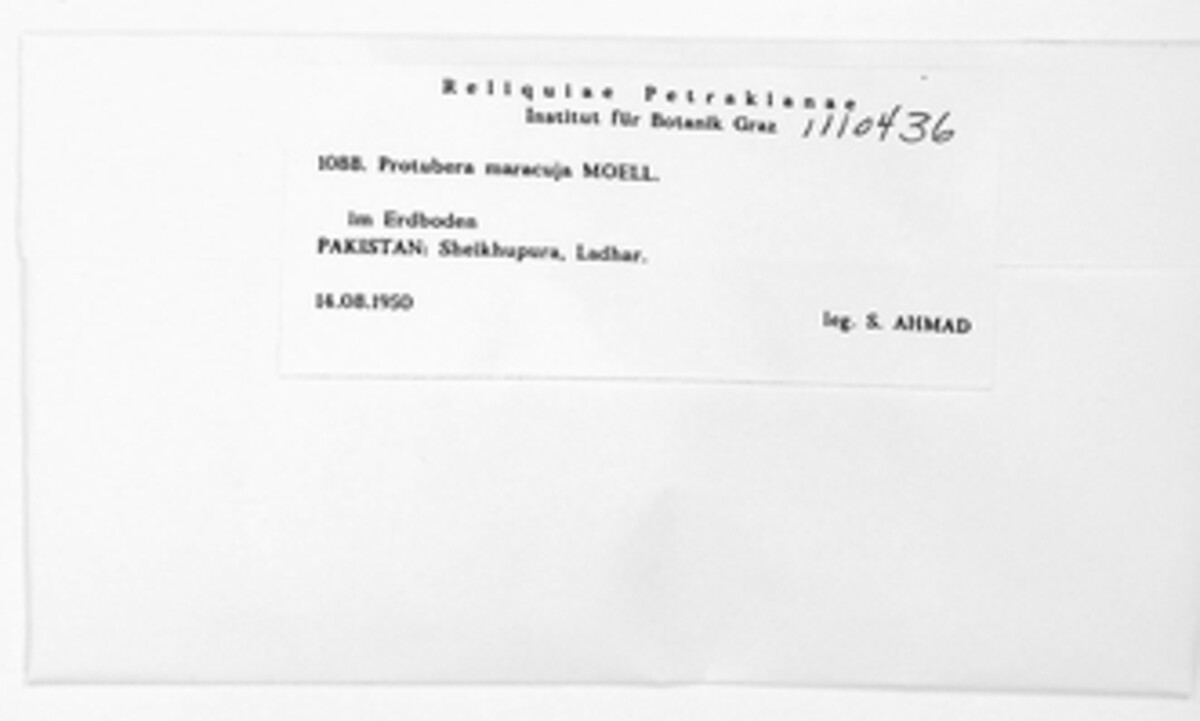 Reliquiae Petrakianae
Institut für Botanik Graz 1110436
1088. Protubera maracuja MOELL.
im Erdboden
PAKISTAN: Sheikhupura, Ladhar.
14.08.1950
leg. S. AHMAD